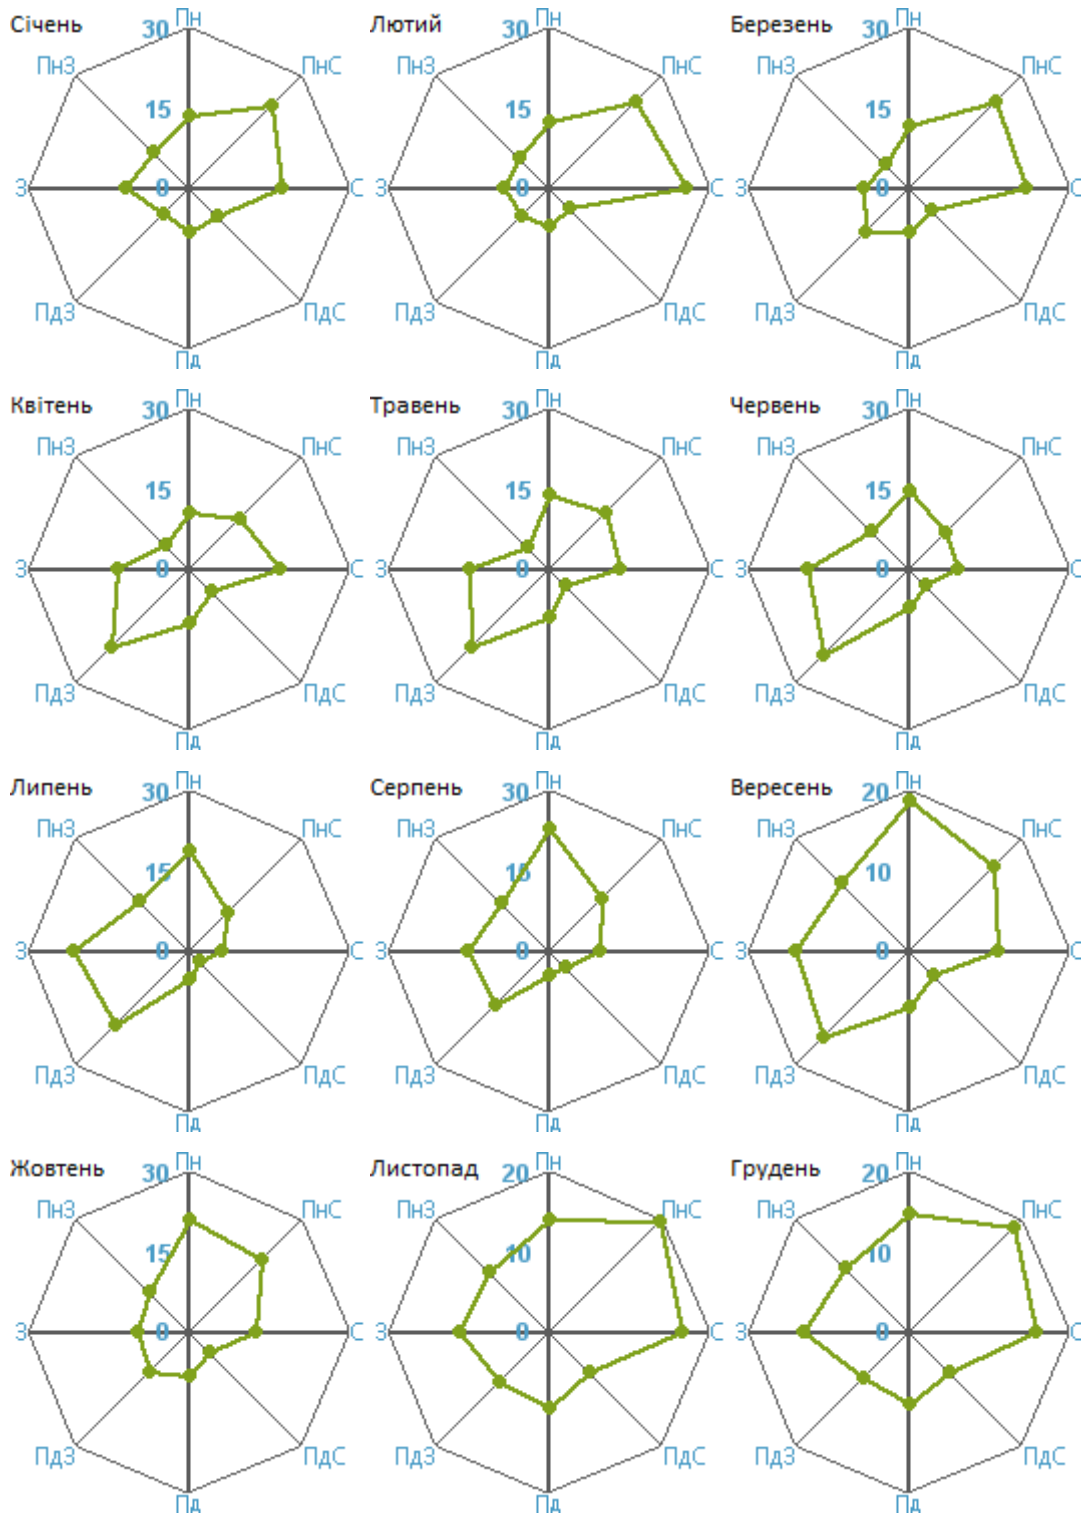 Січень 30 Пн Лютий 30 Пн Березень 30 Пн
ПнЗ ПнС ПнЗ ПнС ПнЗ ПнС
15 15 15
З 0 С З 0 С З 0 С
ПдЗ ПдС ПдЗ ПдС ПдЗ ПдС
Пд Пд Пд
Квітень 30 Пн Травень 30 Пн Червень 30 Пн
ПнЗ ПнС ПнЗ ПнС ПнЗ ПнС
15 15 15
З 0 С З 0 С З 0 С
ПдЗ ПдС ПдЗ ПдС ПдЗ ПдС
Пд Пд Пд
Липень 30 Пн Серпень 30 Пн Вересень 20 Пн
ПнЗ ПнС ПнЗ ПнС ПнЗ ПнС
15 15 10
З 0 С З 0 С З 0 С
ПдЗ ПдС ПдЗ ПдС ПдЗ ПдС
Пд Пд Пд
Жовтень 30 Пн Листопад 20 Пн Грудень 20 Пн
ПнЗ ПнС ПнЗ ПнС ПнЗ ПнС
15 10 10
З 0 С З 0 С З 0 С
ПдЗ ПдС ПдЗ ПдС ПдЗ ПдС
Пд Пд Пд